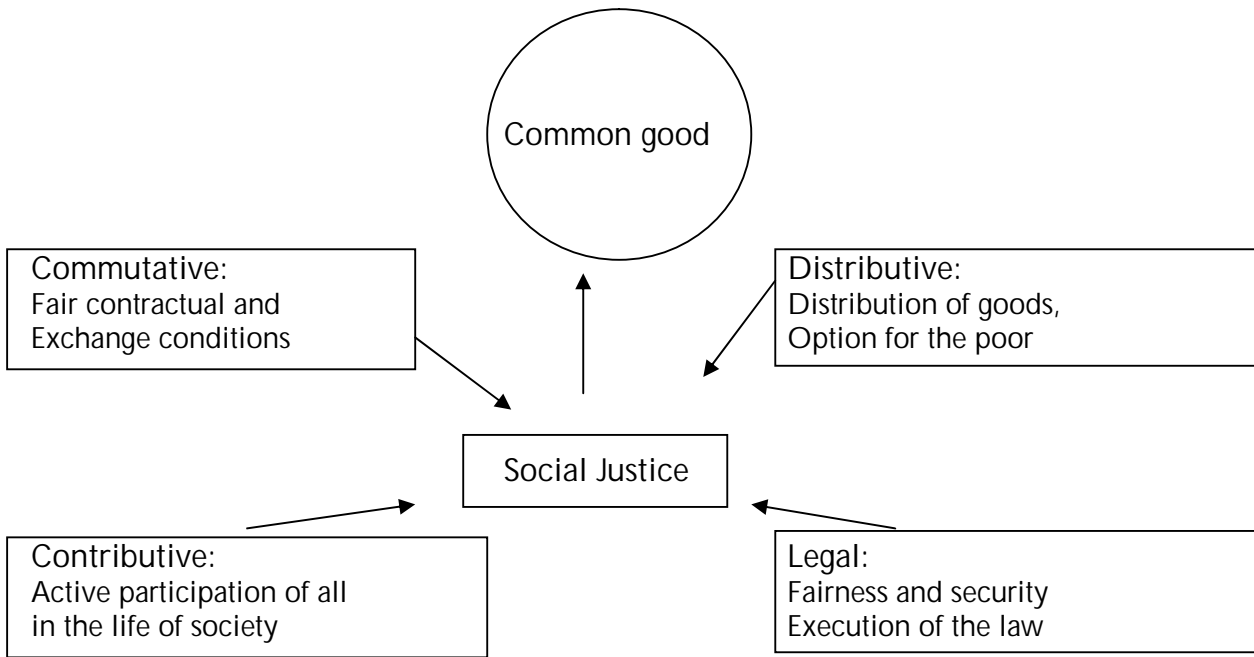 Common good
Commutative:
Fair contractual and
Exchange conditions
Distributive:
Distribution of goods,
Option for the poor
Social Justice
Contributive:
Active participation of all
in the life of society
Legal:
Fairness and security
Execution of the law